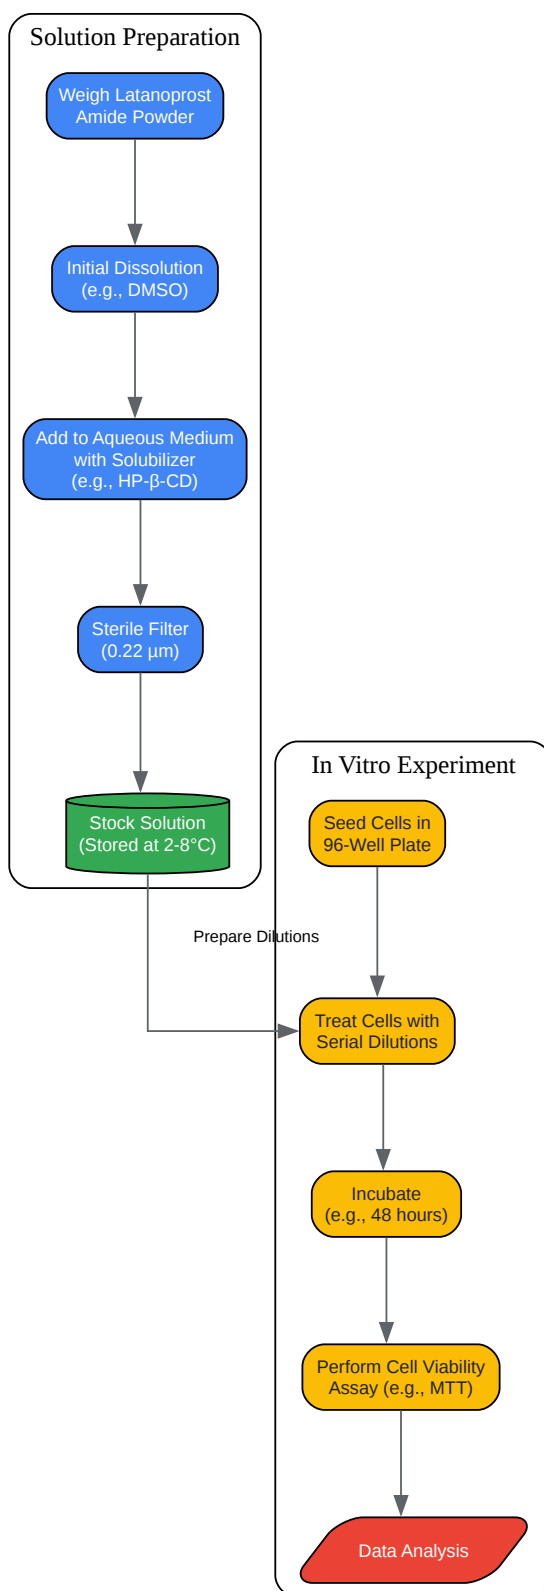 Solution Preparation
Weigh Latanoprost
Amide Powder
Initial Dissolution
(e.g., DMSO)
Add to Aqueous Medium
with Solubilizer
(e.g., HP-β-CD)
Sterile Filter
(0.22 µm)
Stock Solution
(Stored at 2-8°C)
Prepare Dilutions
In Vitro Experiment
Seed Cells in
96-Well Plate
Treat Cells with
Serial Dilutions
Incubate
(e.g., 48 hours)
Perform Cell Viability
Assay (e.g., MTT)
Data Analysis